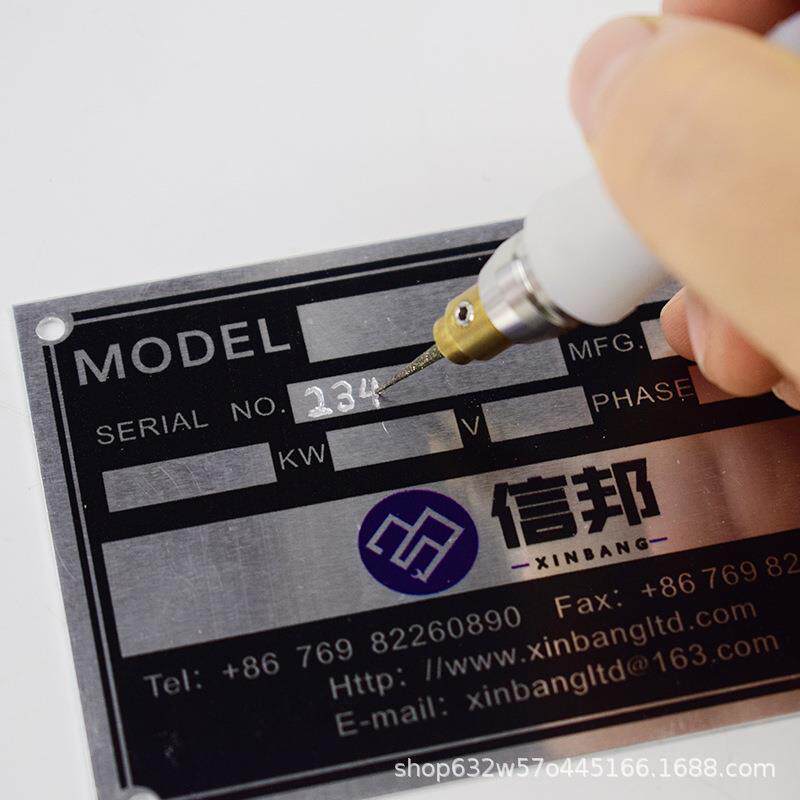 MODEL
SERIAL NO. 234 MFG.
KW V PHASE
信邦
XINBANG
Tel: +86 769 82260890 Fax: +86 769 82
Http: //www.xinbangltd.com
E-mail: xinbangltd@163.com
shop632w57o445166.1688.com